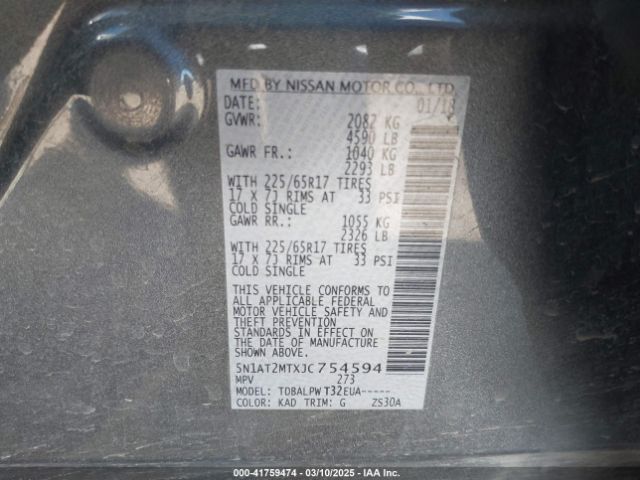 MFD BY NISSAN MOTOR CO., LTD.
DATE: 01/18
GVWR: 2082 KG
4590 LB
GAWR FR.: 1040 KG
2293 LB
WITH 225/65R17 TIRES
17 X 7J RIMS AT 33 PSI
COLD SINGLE
GAWR RR.: 1055 KG
2326 LB
WITH 225/65R17 TIRES
17 X 7J RIMS AT 33 PSI
COLD SINGLE
THIS VEHICLE CONFORMS TO
ALL APPLICABLE FEDERAL
MOTOR VEHICLE SAFETY AND
THEFT PREVENTION
STANDARDS IN EFFECT ON
THE DATE OF MANUFACTURE
SHOWN ABOVE.
5N1AT2MTXJC754594
MPV 273
MODEL: TOBALPWT32EUA-----
COLOR: KAD TRIM: G ZS30A
000-41759474 / 03/10/2025 / IAA Inc.